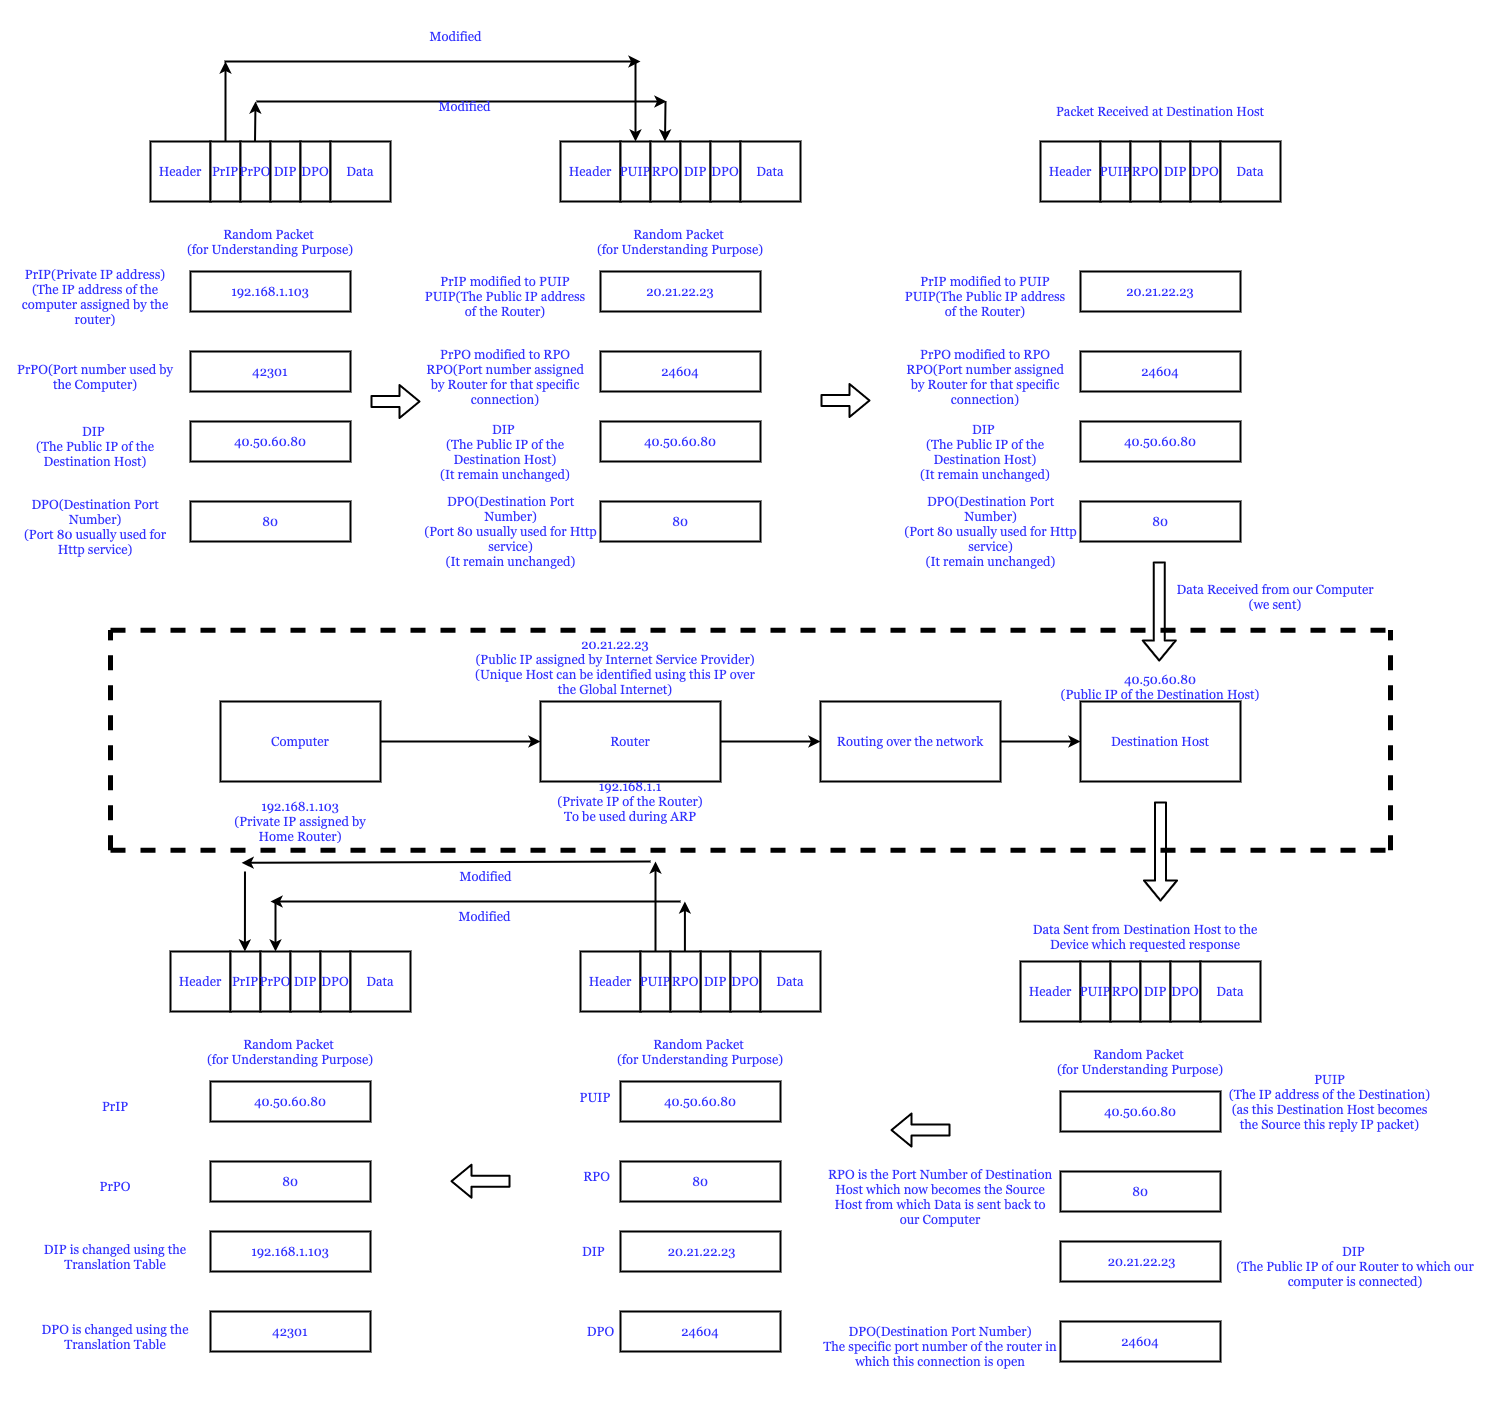 Modified
Modified
Packet Received at Destination Host
Header PrIP PrPO DIP DPO Data
Header PUIP RPO DIP DPO Data
Header PUIP RPO DIP DPO Data
Random Packet
(for Understanding Purpose)
Random Packet
(for Understanding Purpose)
PrIP(Private IP address)
(The IP address of the
computer assigned by the
router)
192.168.1.103
PrIP modified to PUIP
PUIP(The Public IP address
of the Router)
20.21.22.23
PrIP modified to PUIP
PUIP(The Public IP address
of the Router)
20.21.22.23
PrPO(Port number used by
the Computer)
42301
PrPO modified to RPO
RPO(Port number assigned
by Router for that specific
connection)
24604
PrPO modified to RPO
RPO(Port number assigned
by Router for that specific
connection)
24604
DIP
(The Public IP of the
Destination Host)
40.50.60.80
DIP
(The Public IP of the
Destination Host)
(It remain unchanged)
40.50.60.80
DIP
(The Public IP of the
Destination Host)
(It remain unchanged)
40.50.60.80
DPO(Destination Port
Number)
(Port 80 usually used for
Http service)
80
DPO(Destination Port
Number)
(Port 80 usually used for Http
service)
(It remain unchanged)
80
DPO(Destination Port
Number)
(Port 80 usually used for Http
service)
(It remain unchanged)
80
Data Received from our Computer
(we sent)
20.21.22.23
(Public IP assigned by Internet Service Provider)
(Unique Host can be identified using this IP over
the Global Internet)
40.50.60.80
(Public IP of the Destination Host)
Computer
Router
Routing over the network
Destination Host
192.168.1.103
(Private IP assigned by
Home Router)
192.168.1.1
(Private IP of the Router)
To be used during ARP
Modified
Modified
Data Sent from Destination Host to the
Device which requested response
Header PrIP PrPO DIP DPO Data
Header PUIP RPO DIP DPO Data
Header PUIP RPO DIP DPO Data
Random Packet
(for Understanding Purpose)
Random Packet
(for Understanding Purpose)
Random Packet
(for Understanding Purpose)
PrIP
40.50.60.80
PUIP
40.50.60.80
40.50.60.80
PUIP
(The IP address of the Destination)
(as this Destination Host becomes
the Source this reply IP packet)
PrPO
80
RPO
80
RPO is the Port Number of Destination
Host which now becomes the Source
Host from which Data is sent back to
our Computer
80
DIP is changed using the
Translation Table
192.168.1.103
DIP
20.21.22.23
20.21.22.23
DIP
(The Public IP of our Router to which our
computer is connected)
DPO is changed using the
Translation Table
42301
DPO
24604
DPO(Destination Port Number)
The specific port number of the router in
which this connection is open
24604